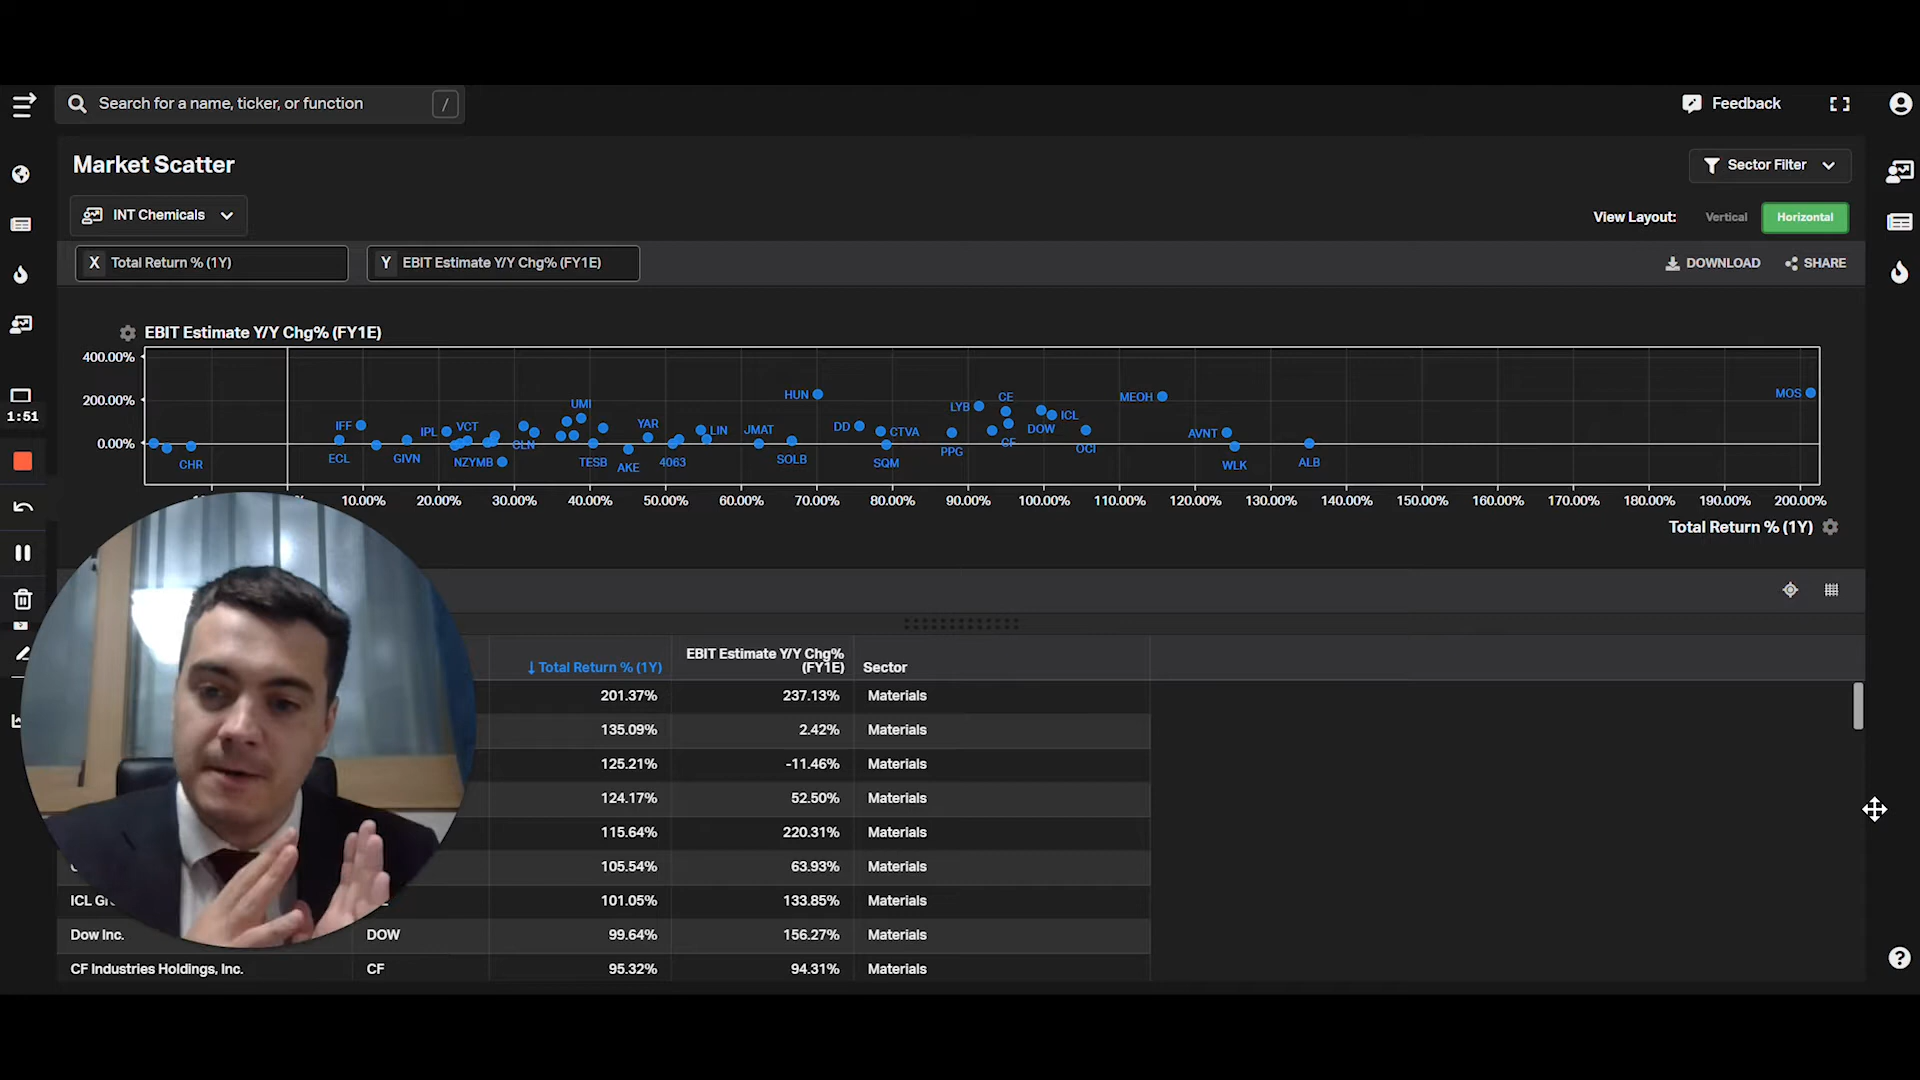 Search for a name, ticker, or function /
Feedback
Market Scatter
Sector Filter
INT Chemicals
View Layout: Vertical Horizontal
X Total Return % (1Y)
Y EBIT Estimate Y/Y Chg% (FY1E)
DOWNLOAD SHARE
EBIT Estimate Y/Y Chg% (FY1E)
400.00%
200.00%
0.00%
1:51
CHR
IFF
ECL
GIVN
IPL
VCT
NZYMB
CLN
UMI
TESB
AKE
YAR
4063
LIN
JMAT
SOLB
HUN
DD
CTVA
SQM
PPG
LYB
CE
CF
DOW
ICL
OCI
MEOH
AVNT
WLK
ALB
MOS
10.00% 20.00% 30.00% 40.00% 50.00% 60.00% 70.00% 80.00% 90.00% 100.00% 110.00% 120.00% 130.00% 140.00% 150.00% 160.00% 170.00% 180.00% 190.00% 200.00%
Total Return % (1Y)
↓ Total Return % (1Y)
EBIT Estimate Y/Y Chg%
(FY1E)
Sector
201.37% 237.13% Materials
135.09% 2.42% Materials
125.21% -11.46% Materials
124.17% 52.50% Materials
115.64% 220.31% Materials
105.54% 63.93% Materials
ICL 101.05% 133.85% Materials
Dow Inc. DOW 99.64% 156.27% Materials
CF Industries Holdings, Inc. CF 95.32% 94.31% Materials